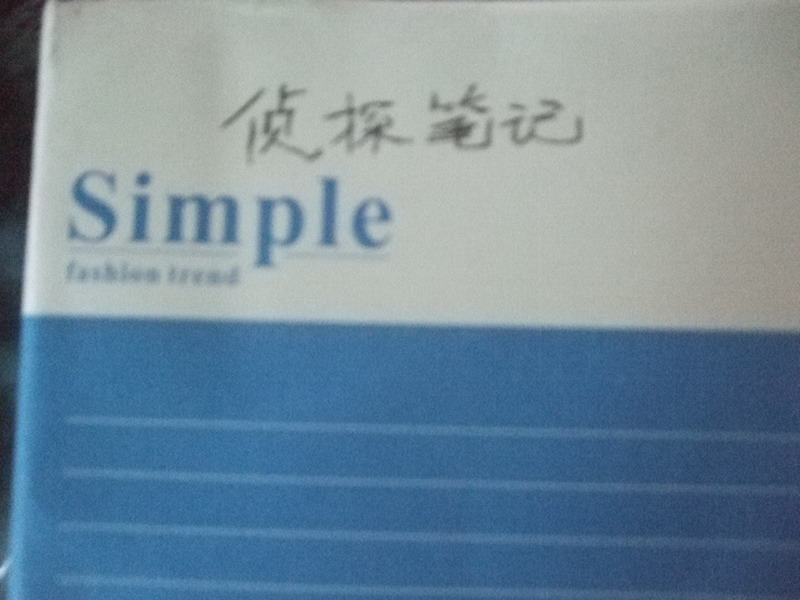 侦探笔记
Simple
fashion trend